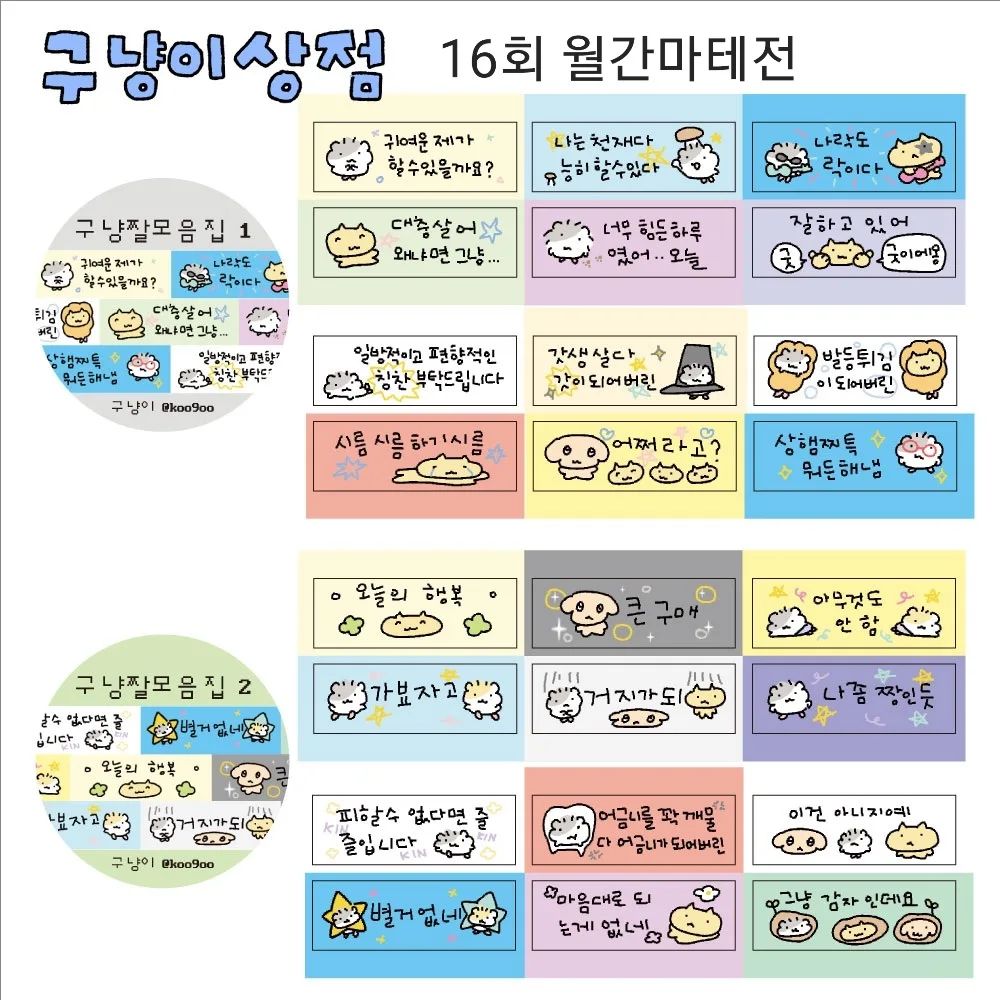 구냥이상점
16회 월간마테전
구냥짤모음집 1
귀여운제가
할수있을까요?
나락도
락이다
튀김
버린
대충살어
왜냐면 그냥...
상햄찌특
뭐든해냄
일방적이고 편향적
칭찬부탁드
구냥이 @koo9oo
귀여운제가
할수있을까요?
나는 천재다
능히 할수있다
나락도
락이다
대충살어
왜냐면 그냥...
너무 힘든하루
였어.. 오늘
잘하고 있어
굿
굿이에용
일방적이고 편향적인
칭찬 부탁드립니다
갓생살다
갓이되어버린
발등튀김
이되어버린
시름 시름 하기시름
어쩌라고?
상햄찌특
뭐든해냄
구냥짤모음집 2
할수 없다면 즐
입니다
KIN
KIN
별거없네
오늘의 행복
큰
가보자고
거지가되
구냥이 @koo9oo
오늘의 행복
큰 구매
아무것도
안 함
가보자고
거지가되
나좀 짱인듯
피할수 없다면 줄
즐입니다
KIN
KIN
어금니를 꽉 깨물
다 어금니가되어버린
이건 아니지예!
별거없네
마음대로 되
는게 없네
그냥 감자 인데요